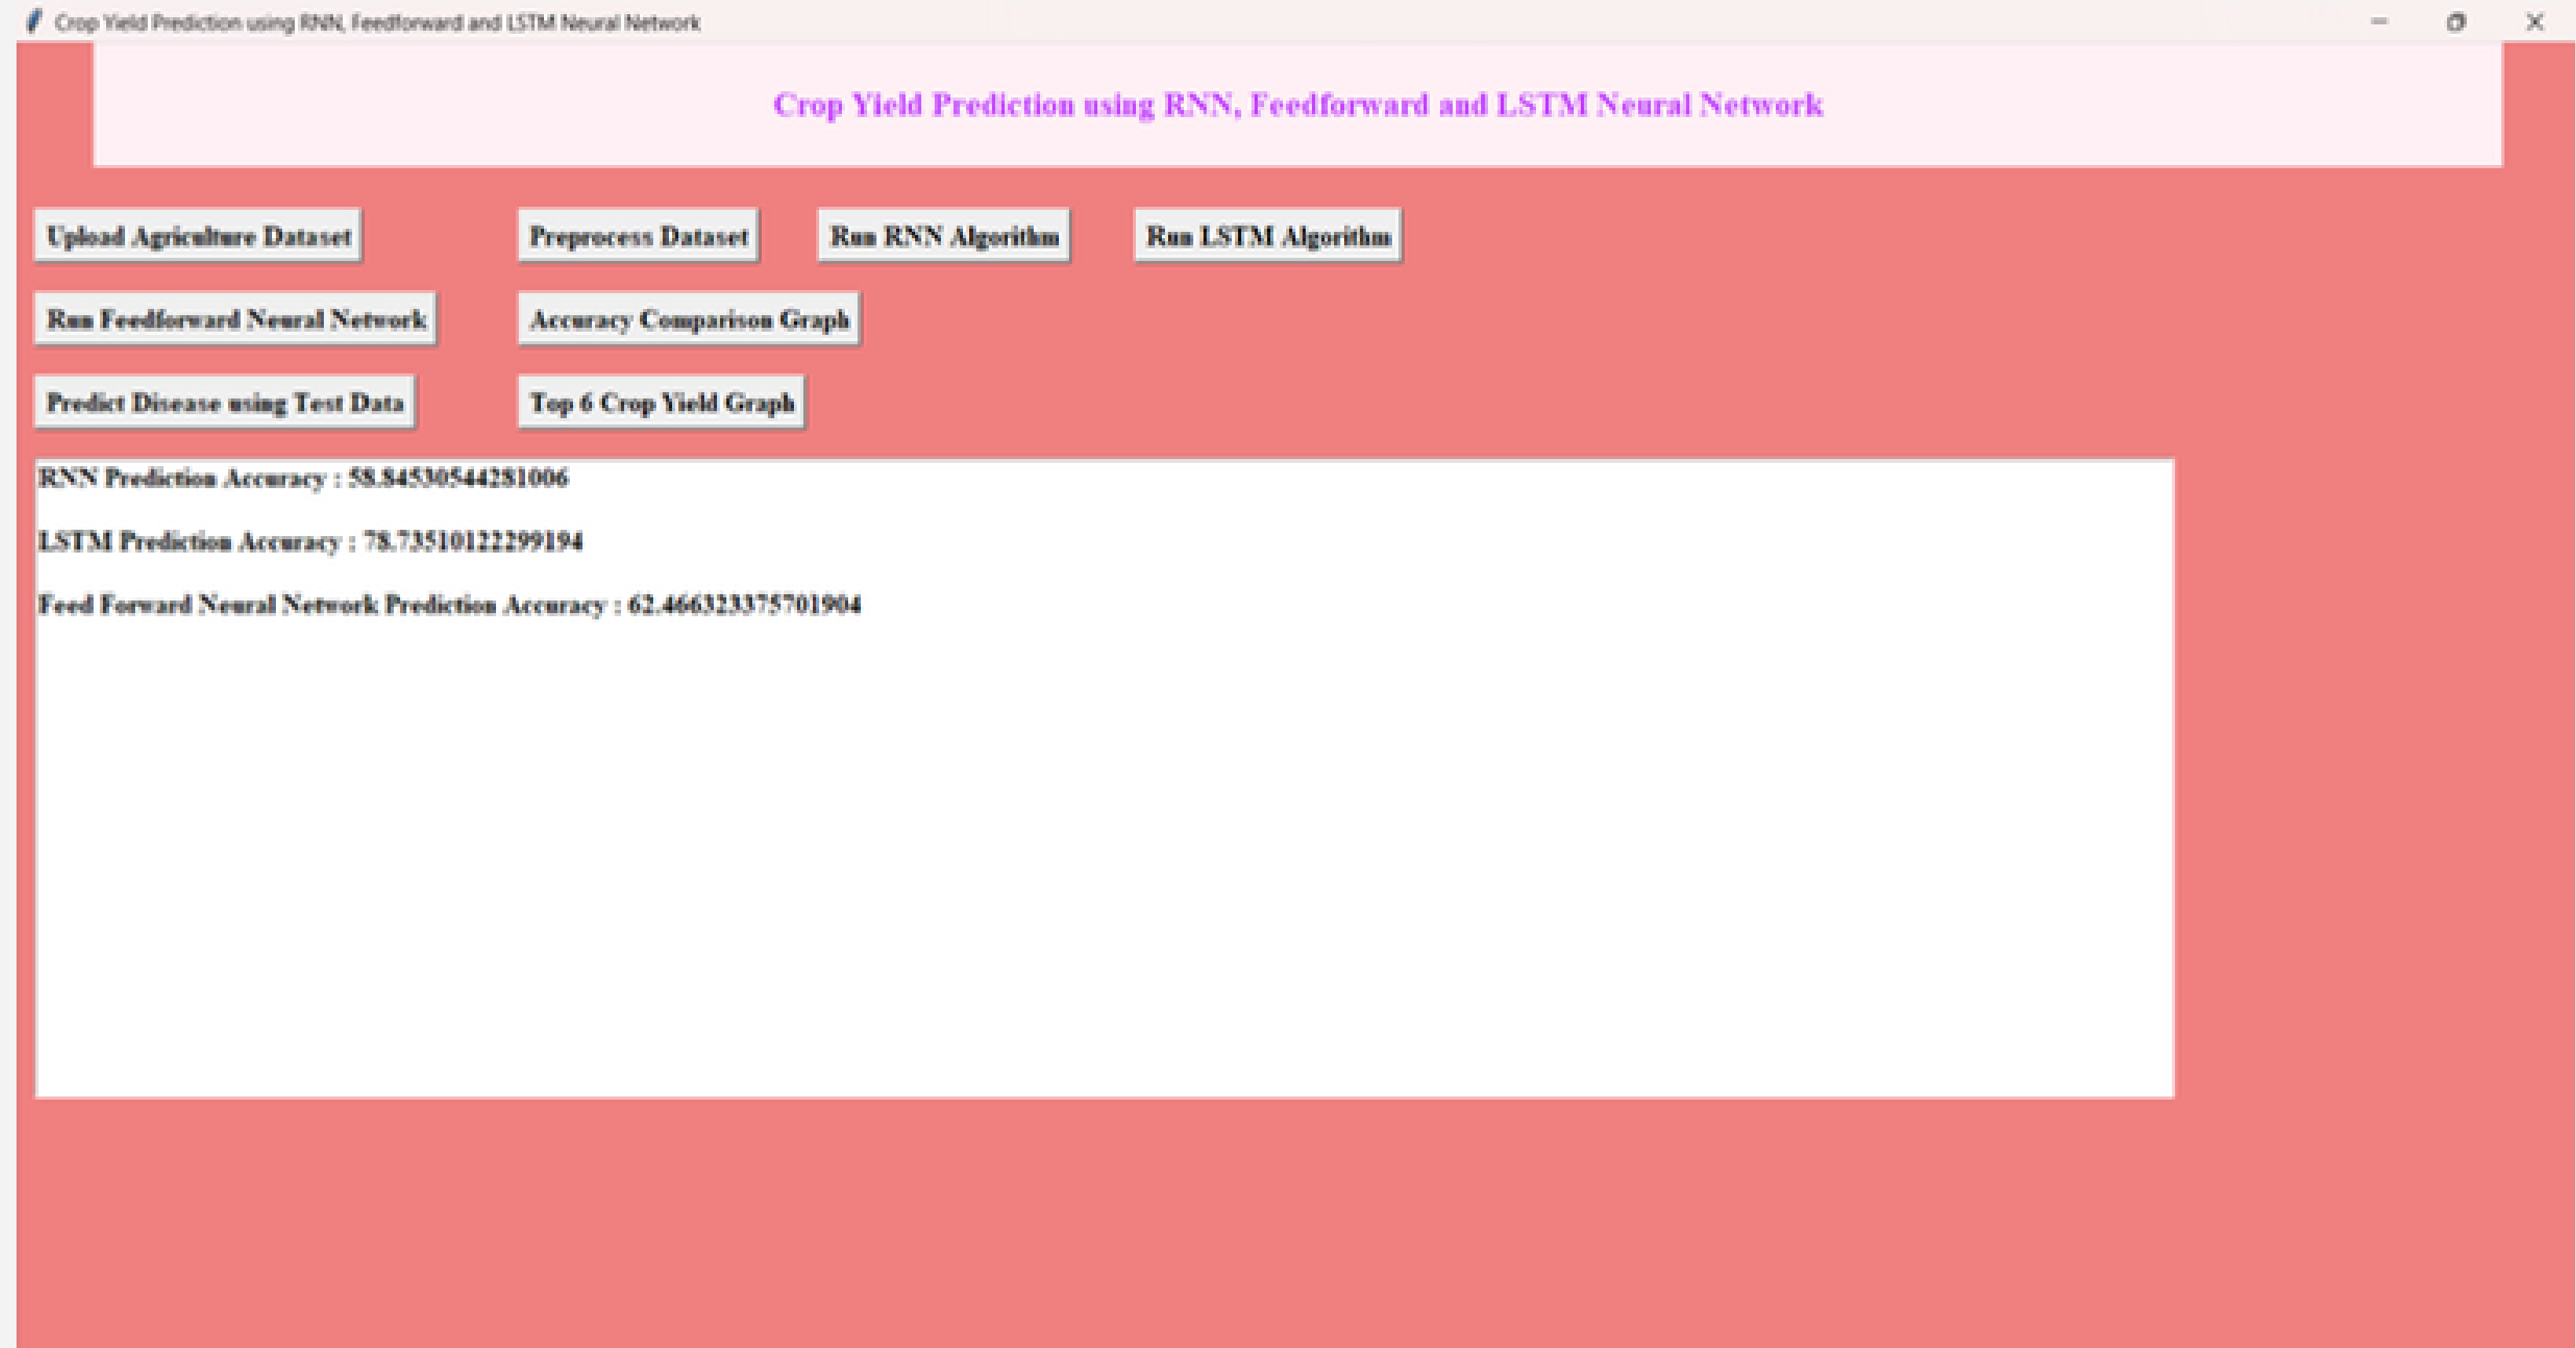 Crop Yield Prediction using RNN, Feedforward and LSTM Neural Network
Crop Yield Prediction using RNN, Feedforward and LSTM Neural Network
Upload Agriculture Dataset
Preprocess Dataset
Run RNN Algorithm
Run LSTM Algorithm
Run Feedforward Neural Network
Accuracy Comparison Graph
Predict Disease using Test Data
Top 6 Crop Yield Graph
RNN Prediction Accuracy : 58.84530544281006
LSTM Prediction Accuracy : 78.73510122299194
Feed Forward Neural Network Prediction Accuracy : 62.466323375701904